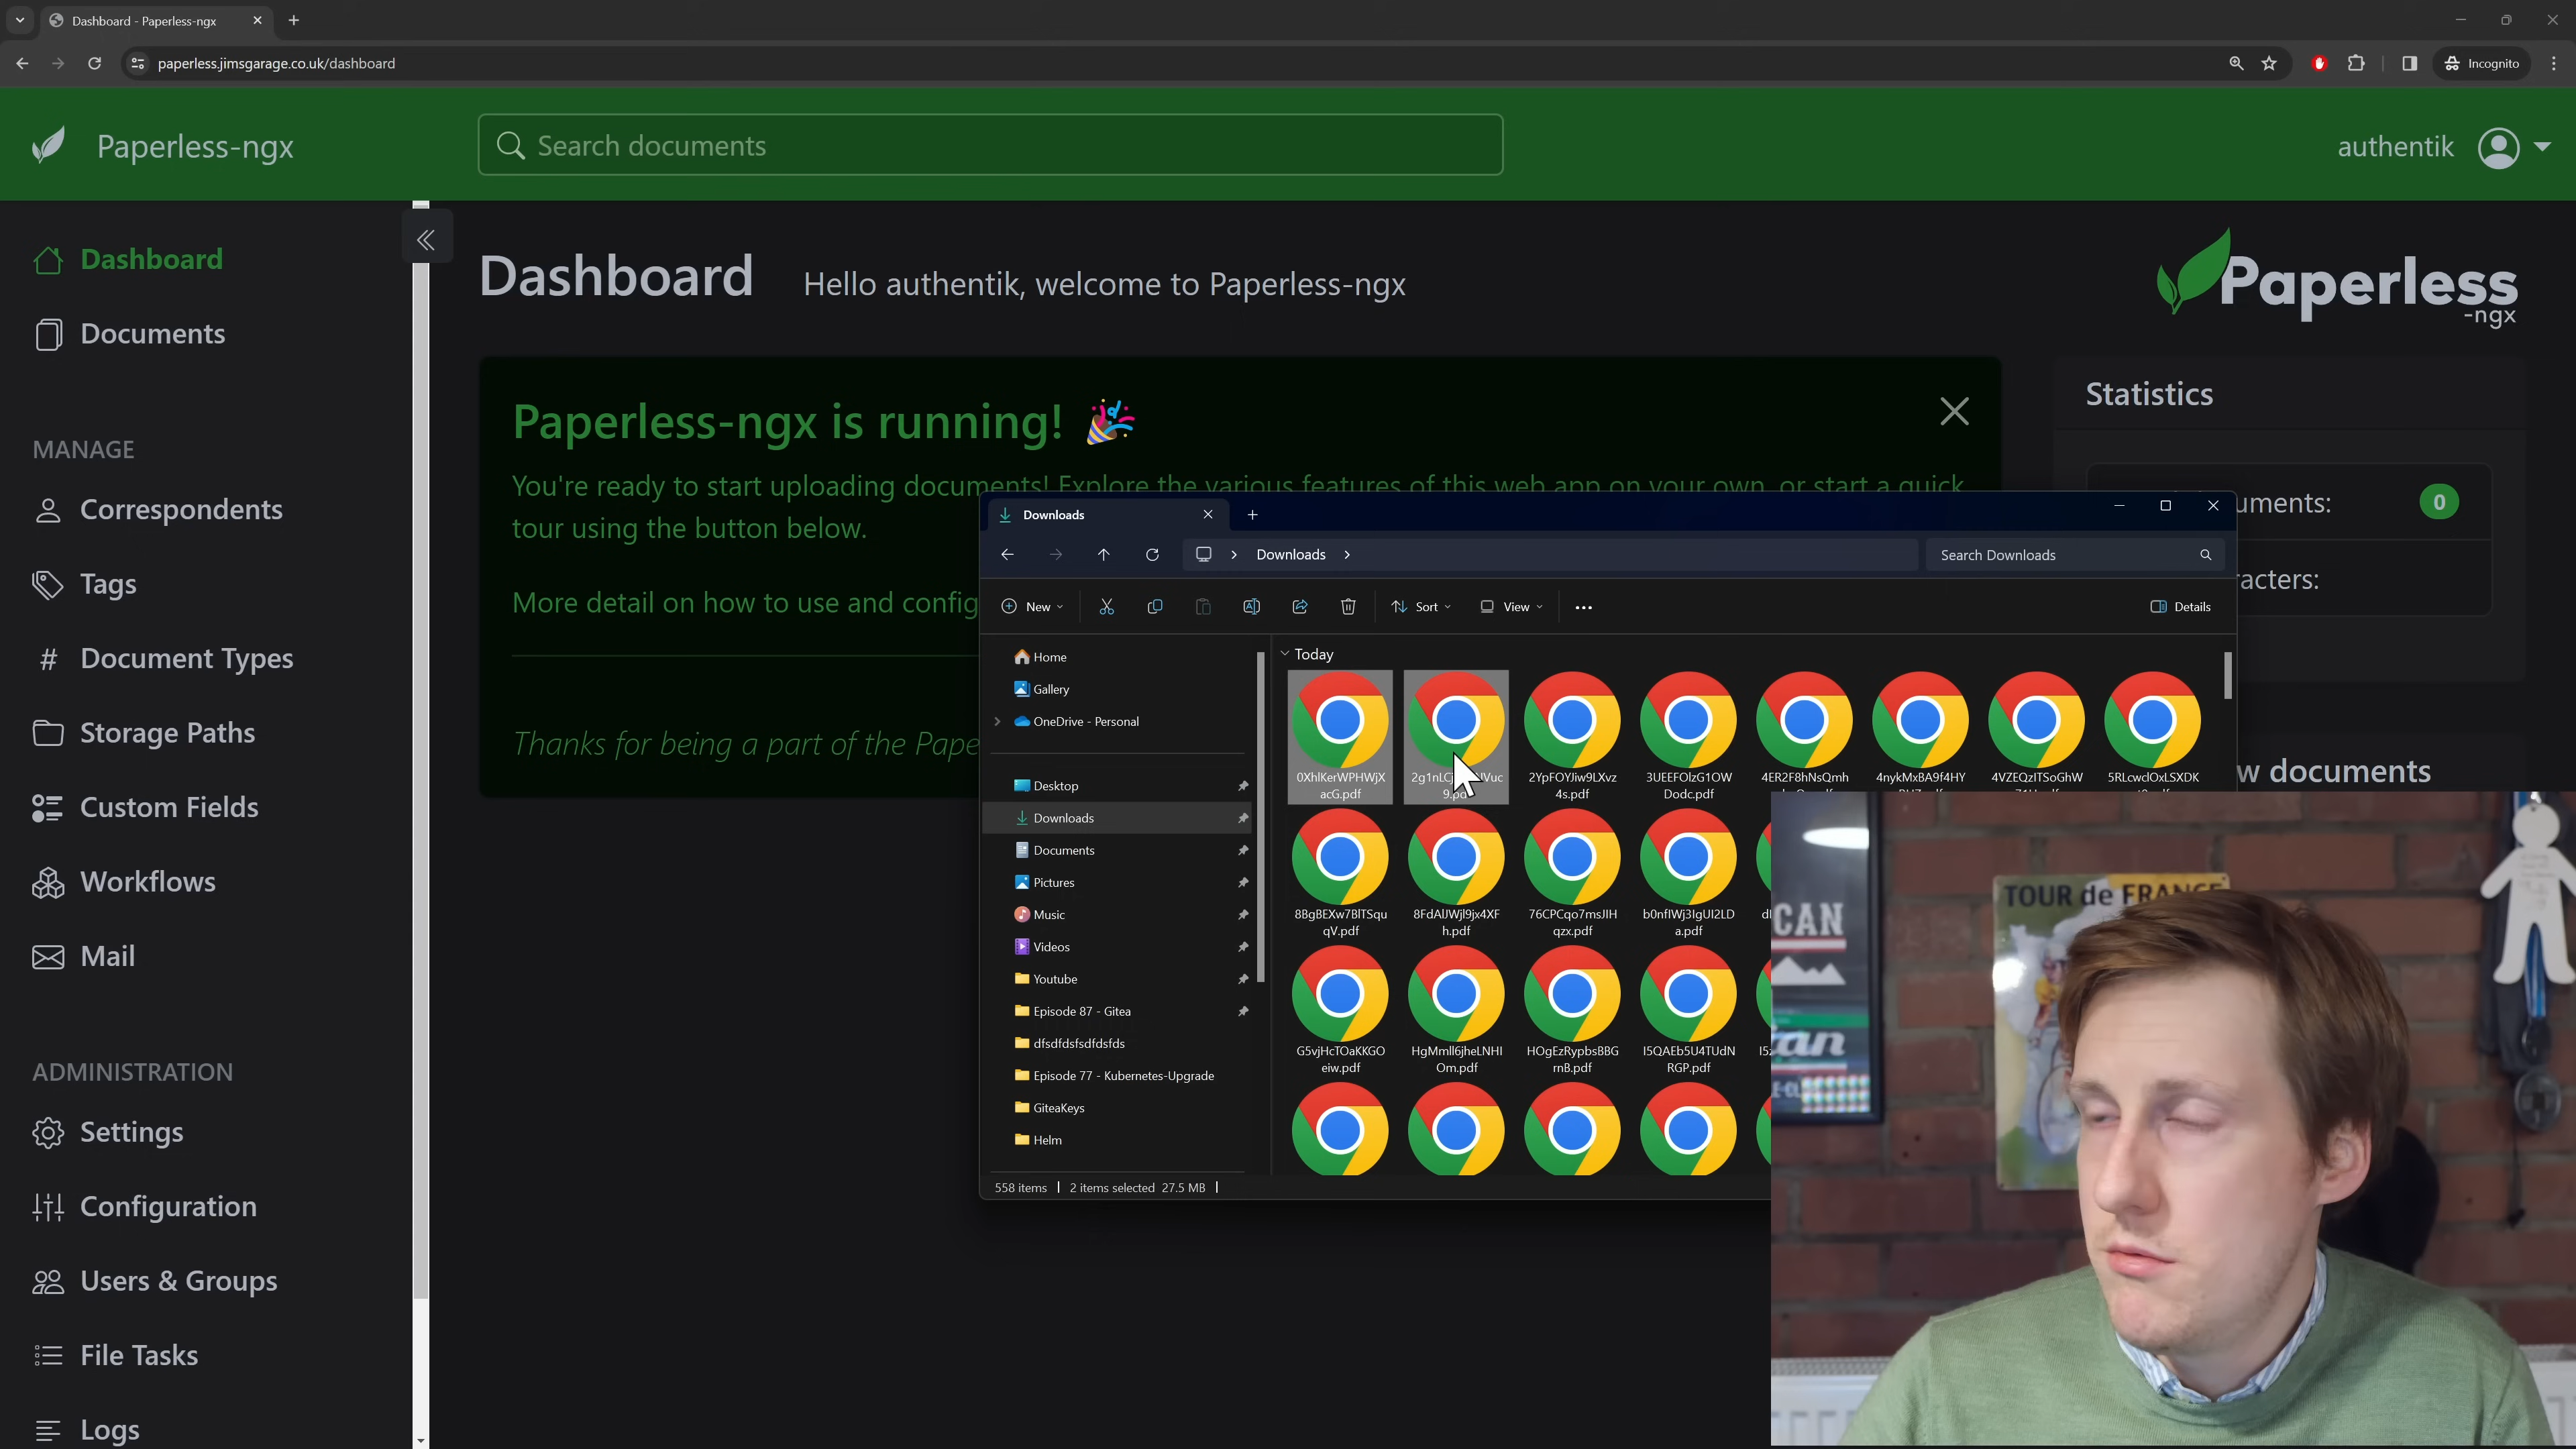 Dashboard - Paperless-ngx
paperless.jimsgarage.co.uk/dashboard
Incognito
Paperless-ngx
Search documents
authentik
Dashboard
Documents
MANAGE
Correspondents
Tags
Document Types
Storage Paths
Custom Fields
Workflows
Mail
ADMINISTRATION
Settings
Configuration
Users & Groups
File Tasks
Logs
Dashboard
Hello authentik, welcome to Paperless-ngx
Paperless
-ngx
Paperless-ngx is running!
You're ready to start uploading documents! Explore the various features of this web app on your own, or start a quick
tour using the button below.
More detail on how to use and config
Thanks for being a part of the Pape
Statistics
uments:
0
racters:
w documents
Downloads
Downloads
Search Downloads
New
Sort
View
Details
Home
Gallery
OneDrive - Personal
Desktop
Downloads
Documents
Pictures
Music
Videos
Youtube
Episode 87 - Gitea
dfsdfdsfsdfdsfds
Episode 77 - Kubernetes-Upgrade
GiteaKeys
Helm
Today
0XhlKerWPHWjX
acG.pdf
2YpFOYJiw9LXvz
4s.pdf
3UEEFOlzG1OW
Dodc.pdf
4ER2F8hNsQmh
4nykMxBA9f4HY
4VZEQzITSoGhW
5RLcwclOxLSXDK
8BgBEXw7BlTSqu
qV.pdf
8FdAlJWjl9jx4XF
h.pdf
76CPCqo7msJIH
qzx.pdf
b0nfIWj3IgUI2LD
a.pdf
G5vjHcTOaKKGO
eiw.pdf
HgMmll6jheLNHI
Om.pdf
HOgEzRypbsBBG
rnB.pdf
I5QAEb5U4TUdN
RGP.pdf
558 items
2 items selected 27.5 MB
TOUR de FRANCE
CAN